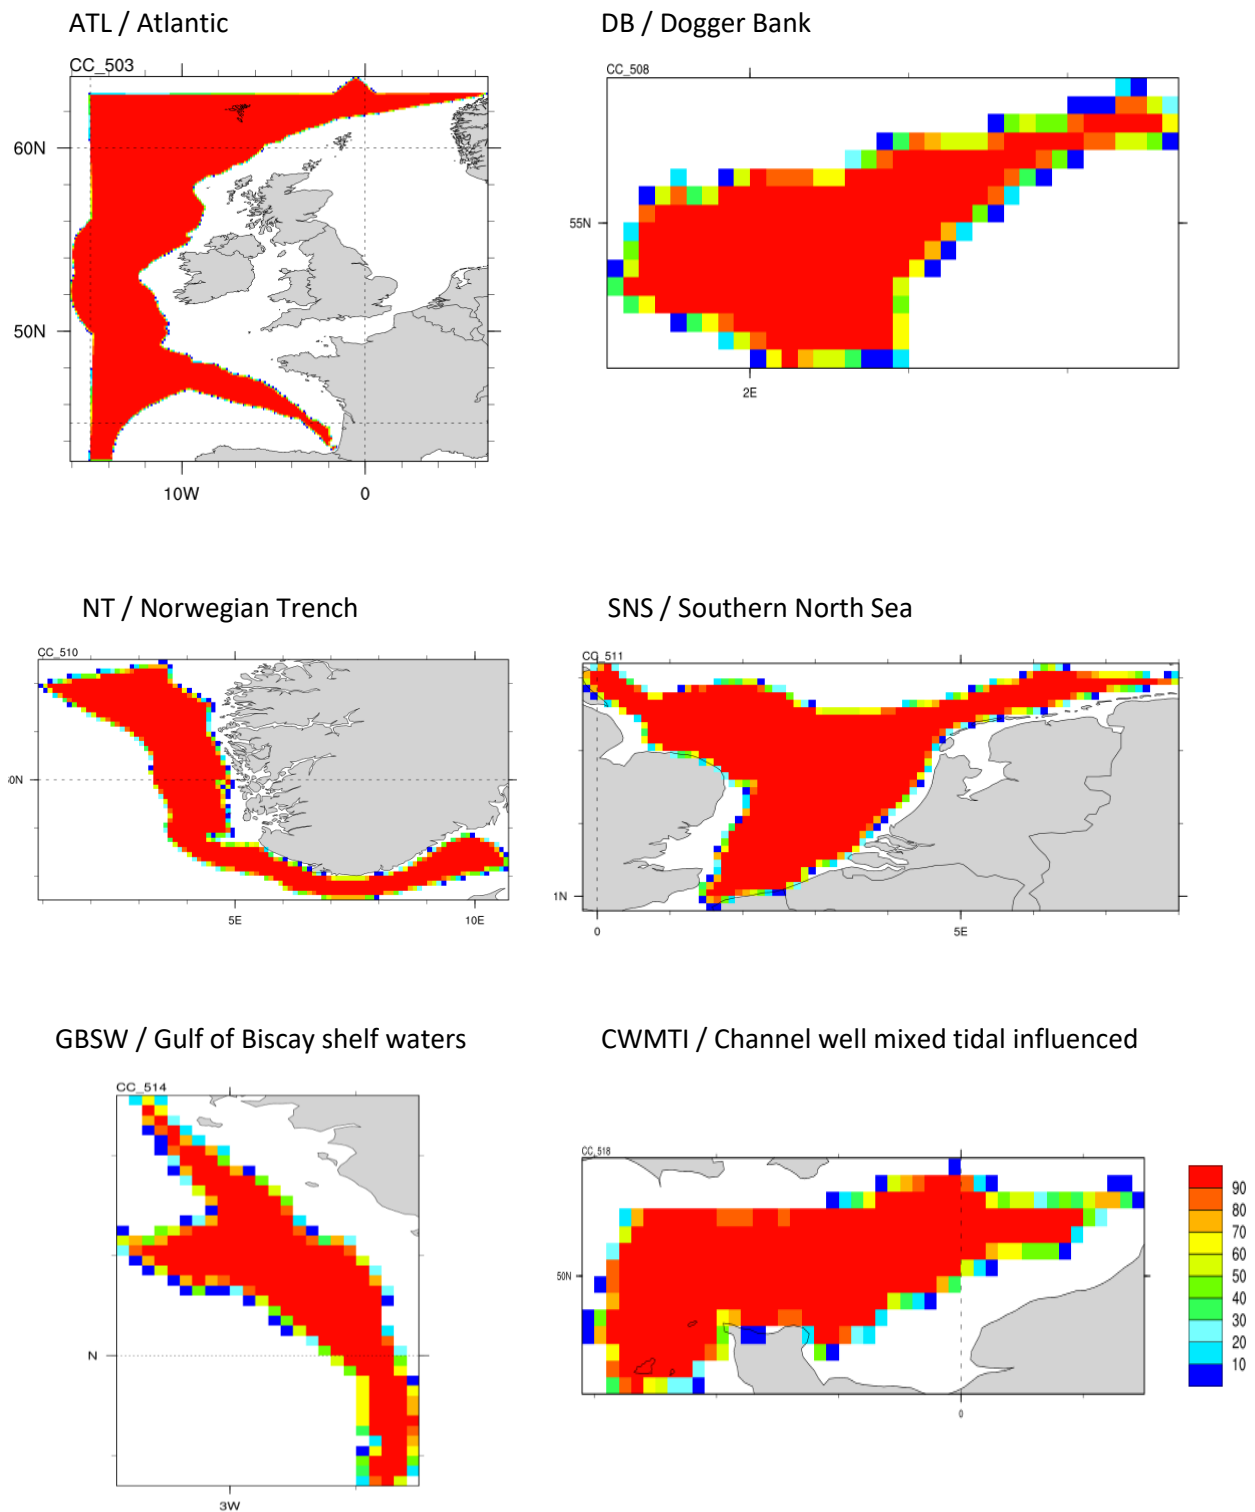 ATL / Atlantic
DB / Dogger Bank
CC_503
CC_508
60N
50N
10W
0
55N
2E
NT / Norwegian Trench
SNS / Southern North Sea
CC_510
CC_511
0N
5E
10E
1N
0
5E
GBSW / Gulf of Biscay shelf waters
CWMTI / Channel well mixed tidal influenced
CC_514
CC_518
N
3W
50N
0
90
80
70
60
50
40
30
20
10